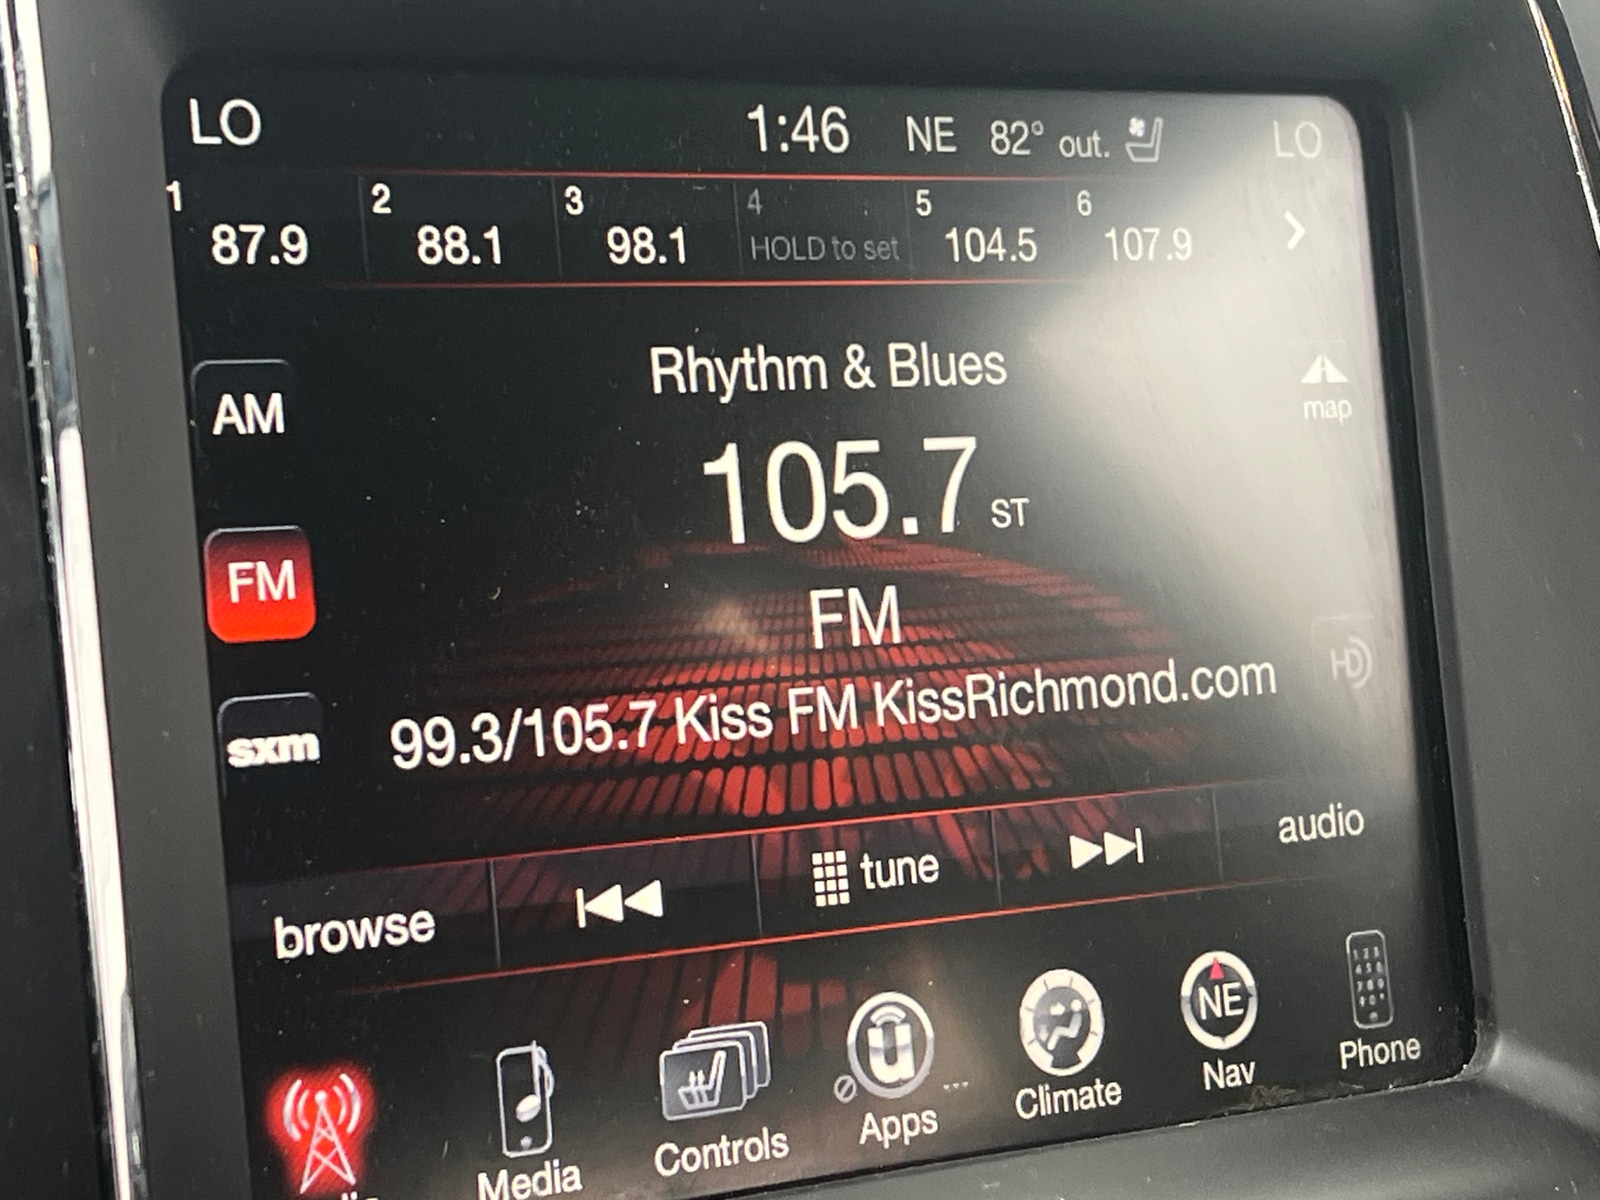 LO 1:46 NE 82° out. LO
1 2 3 4 5 6
87.9 88.1 98.1 HOLD to set 104.5 107.9
Rhythm & Blues
map
AM
105.7 ST
FM
FM
HD
99.3/105.7 Kiss FM KissRichmond.com
sxm
browse tune audio
NE
Media Controls Apps Climate Nav Phone